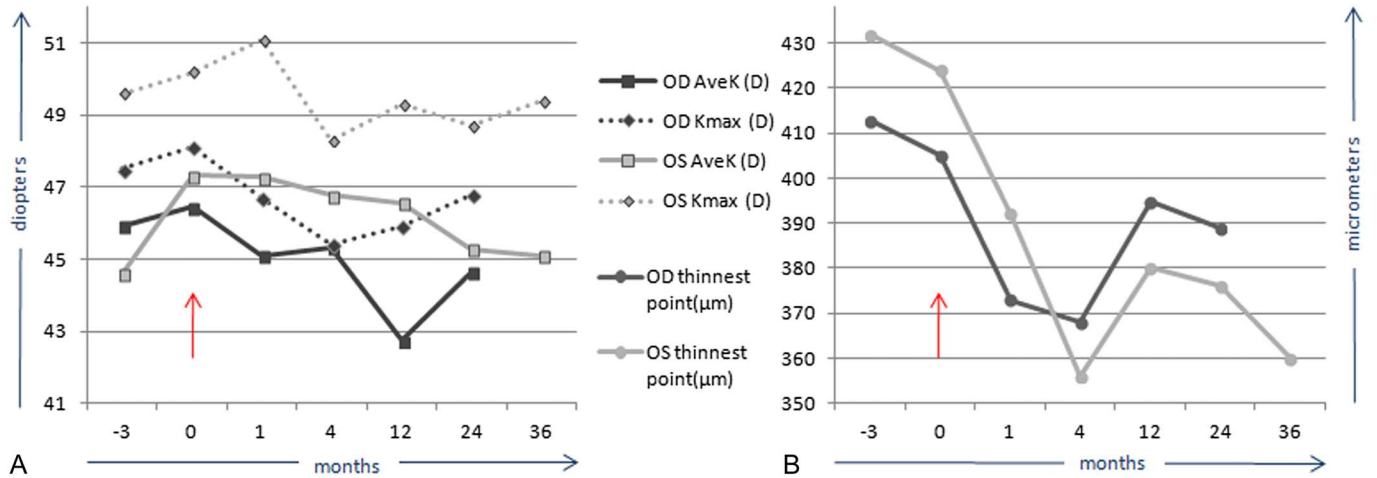 51
49
47
45
43
41
diopters
-3 0 1 4 12 24 36
months
A
OD AveK (D)
OD Kmax (D)
OS AveK (D)
OS Kmax (D)
OD thinnest
point(µm)
OS thinnest
point(µm)
430
420
410
400
390
380
370
360
350
-3 0 1 4 12 24 36
months
B
micrometers